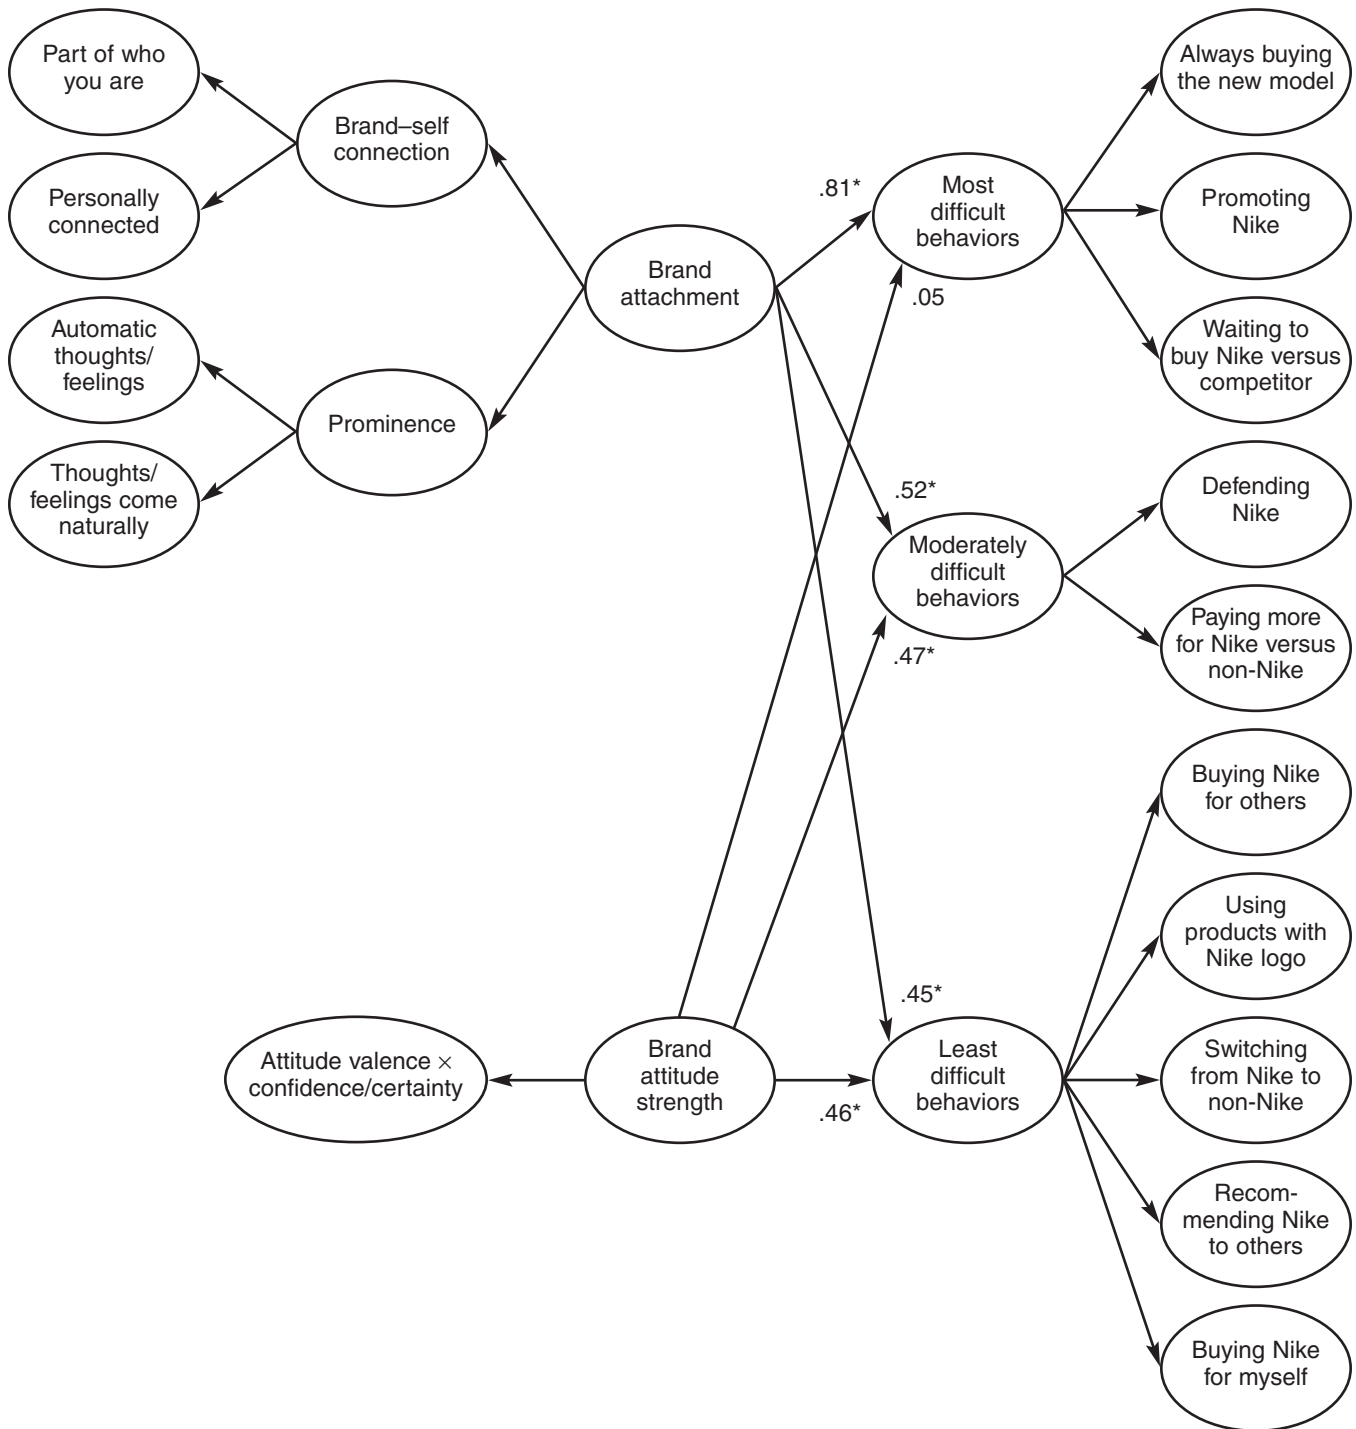 Part of who
you are
Personally
connected
Automatic
thoughts/
feelings
Thoughts/
feelings come
naturally
Brand–self
connection
Prominence
Brand
attachment
.81*
.05
.52*
.47*
.45*
.46*
Attitude valence ×
confidence/certainty
Brand
attitude
strength
Most
difficult
behaviors
Moderately
difficult
behaviors
Least
difficult
behaviors
Always buying
the new model
Promoting
Nike
Waiting to
buy Nike versus
competitor
Defending
Nike
Paying more
for Nike versus
non-Nike
Buying Nike
for others
Using
products with
Nike logo
Switching
from Nike to
non-Nike
Recom-
mending Nike
to others
Buying Nike
for myself